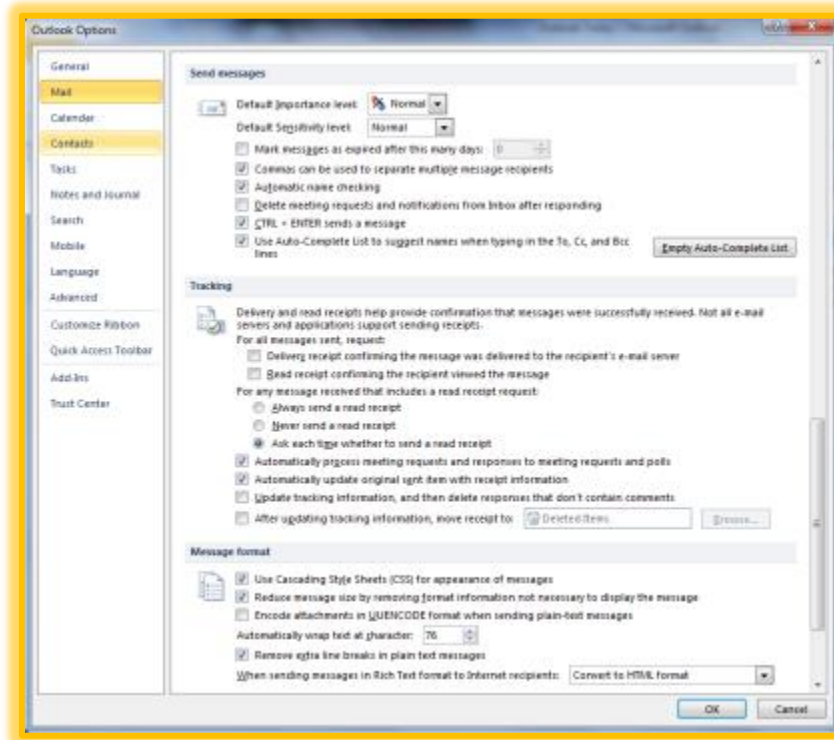 Outlook Options
General
Mail
Calendar
Contacts
Tasks
Notes and Journal
Search
Mobile
Language
Advanced
Customize Ribbon
Quick Access Toolbar
Add-Ins
Trust Center
Send messages
Default Importance level: Normal
Default Sensitivity level: Normal
Mark messages as expired after this many days: 0
Commas can be used to separate multiple message recipients
Automatic name checking
Delete meeting requests and notifications from Inbox after responding
CTRL + ENTER sends a message
Use Auto-Complete List to suggest names when typing in the To, Cc, and Bcc
lines
Empty Auto-Complete List
Tracking
Delivery and read receipts help provide confirmation that messages were successfully received. Not all e-mail
servers and applications support sending receipts.
For all messages sent, request:
Delivery receipt confirming the message was delivered to the recipient's e-mail server
Read receipt confirming the recipient viewed the message
For any message received that includes a read receipt request:
Always send a read receipt
Never send a read receipt
Ask each time whether to send a read receipt
Automatically process meeting requests and responses to meeting requests and polls
Automatically update original sent item with receipt information
Update tracking information, and then delete responses that don't contain comments
After updating tracking information, move receipt to: Deleted Items Browse...
Message format
Use Cascading Style Sheets (CSS) for appearance of messages
Reduce message size by removing format information not necessary to display the message
Encode attachments in UUENCODE format when sending plain-text messages
Automatically wrap text at character: 76
Remove extra line breaks in plain text messages
When sending messages in Rich Text format to Internet recipients: Convert to HTML format
OK Cancel